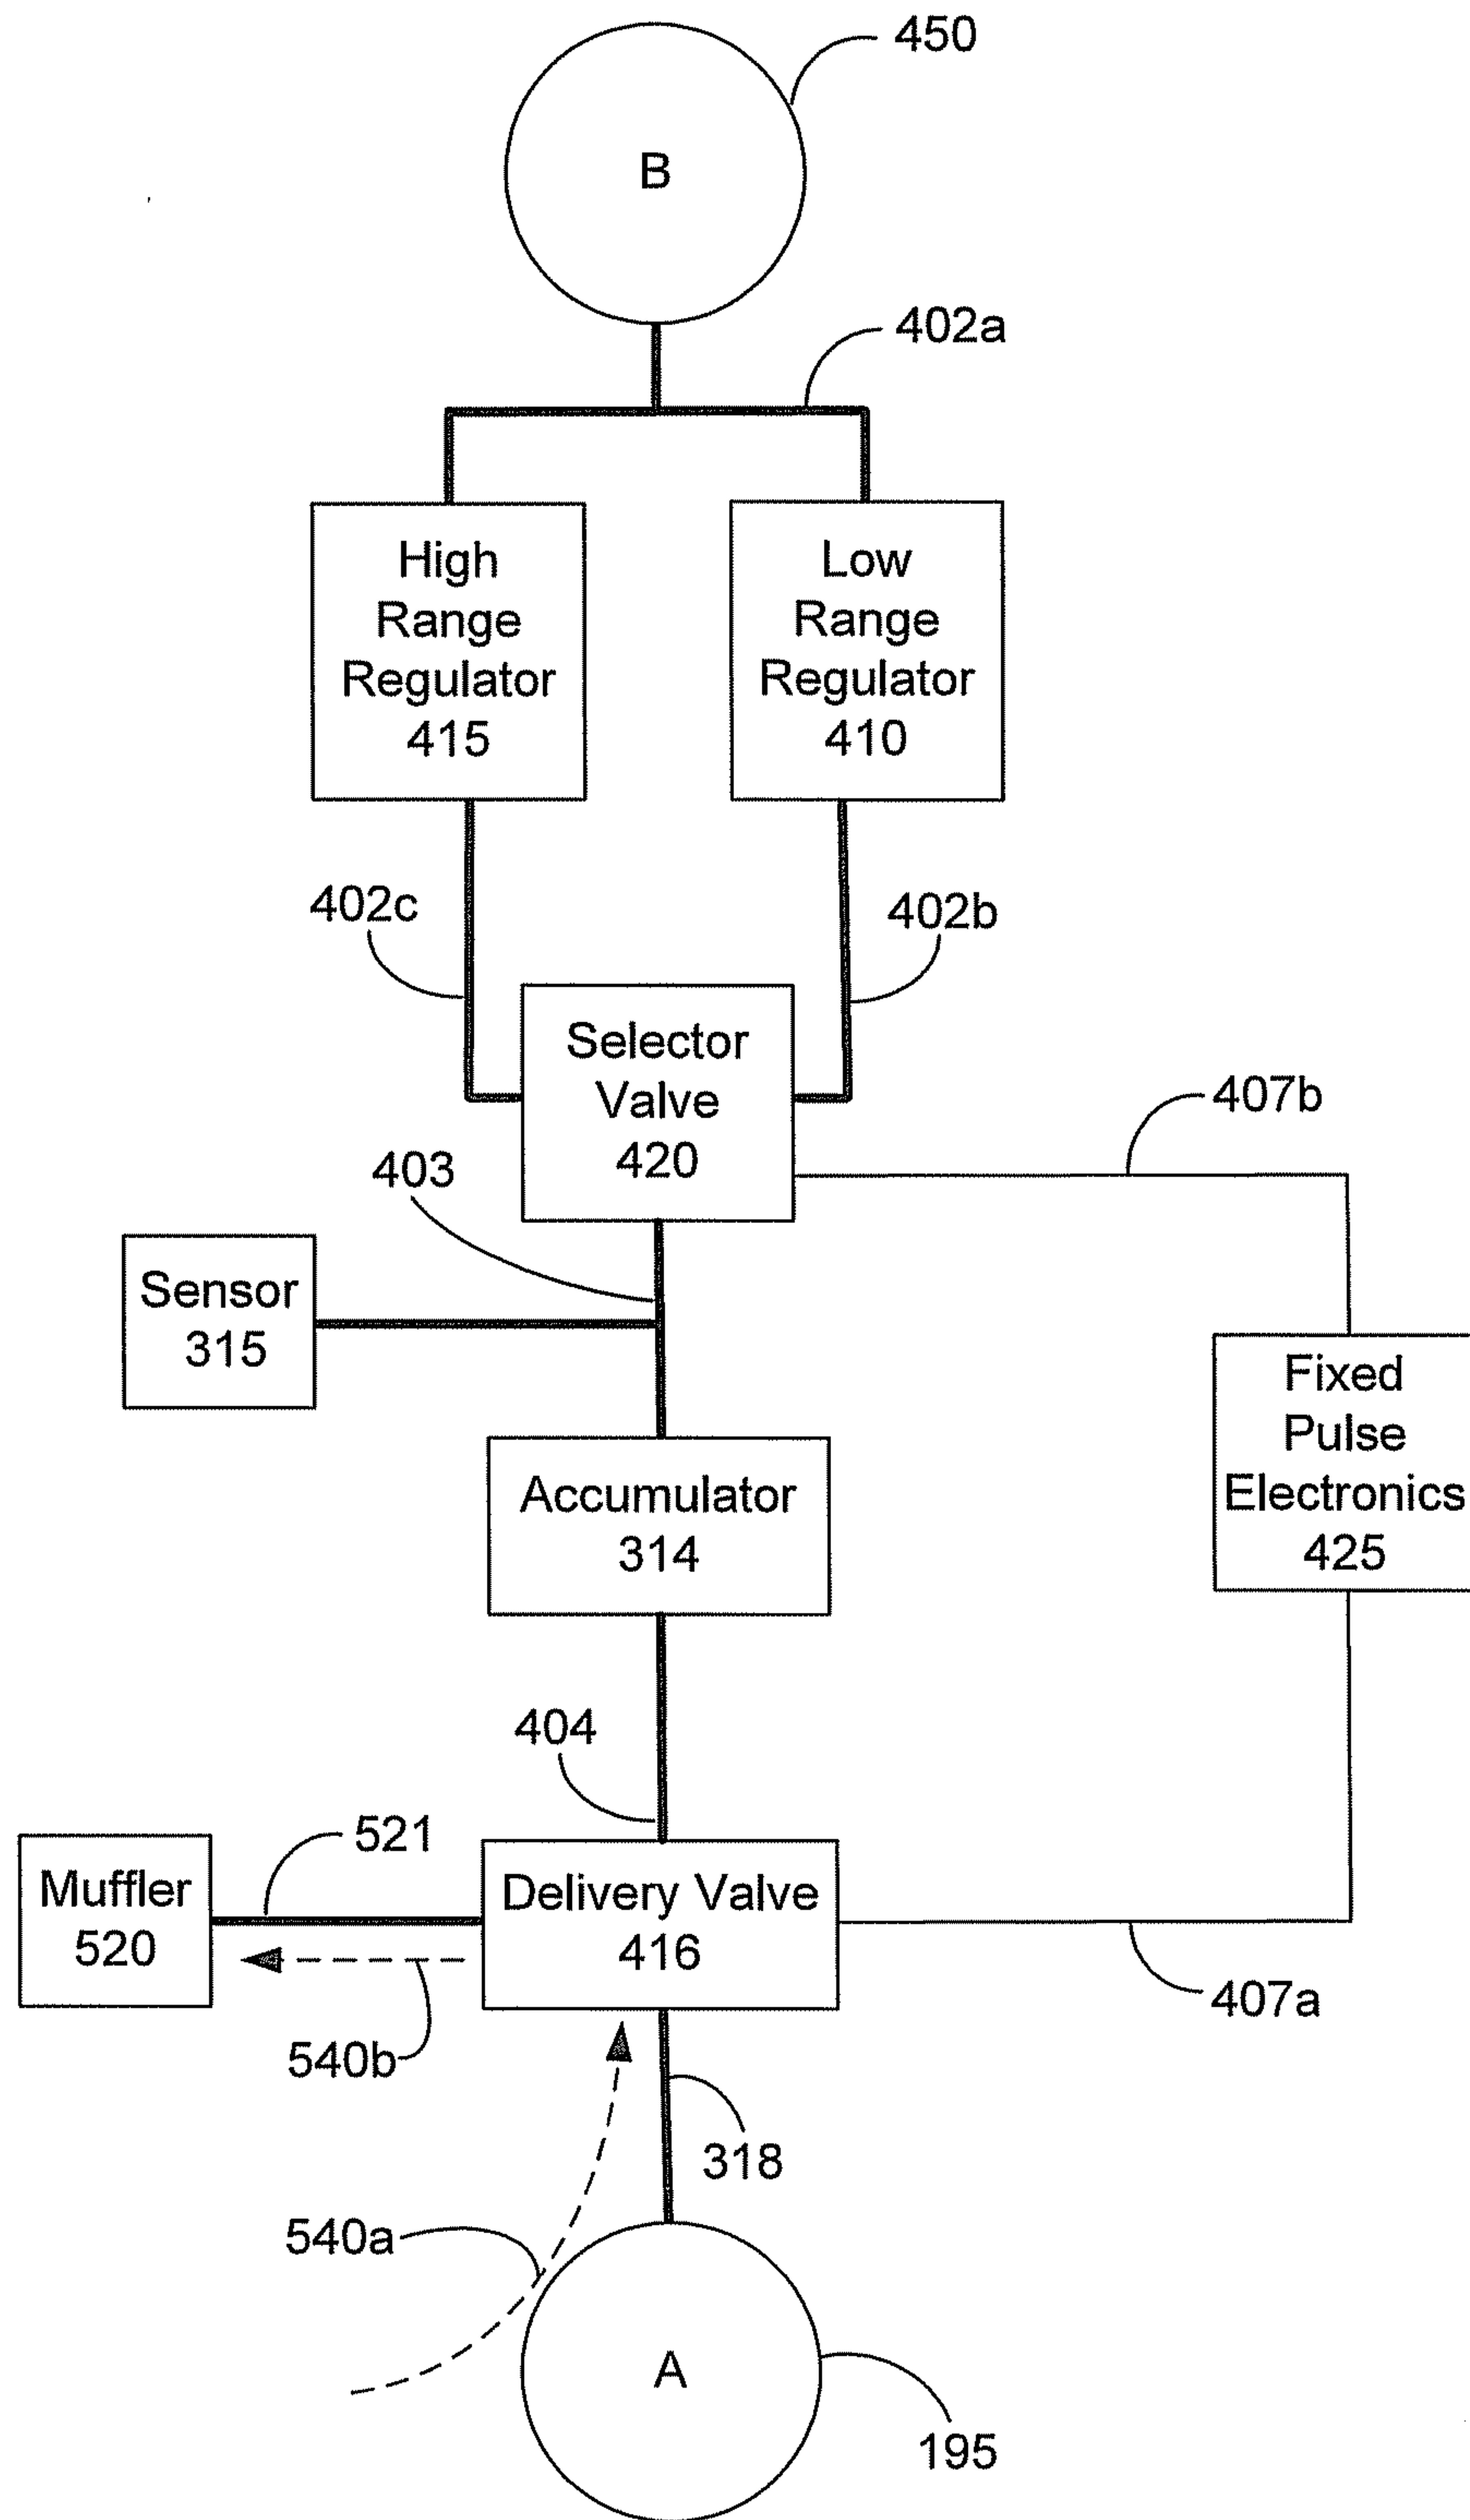 450
B
402a
High
Range
Regulator
415
Low
Range
Regulator
410
402c
402b
Selector
Valve
420
407b
403
Sensor
315
Fixed
Pulse
Electronics
425
Accumulator
314
404
521
Muffler
520
Delivery Valve
416
407a
540b
318
540a
A
195